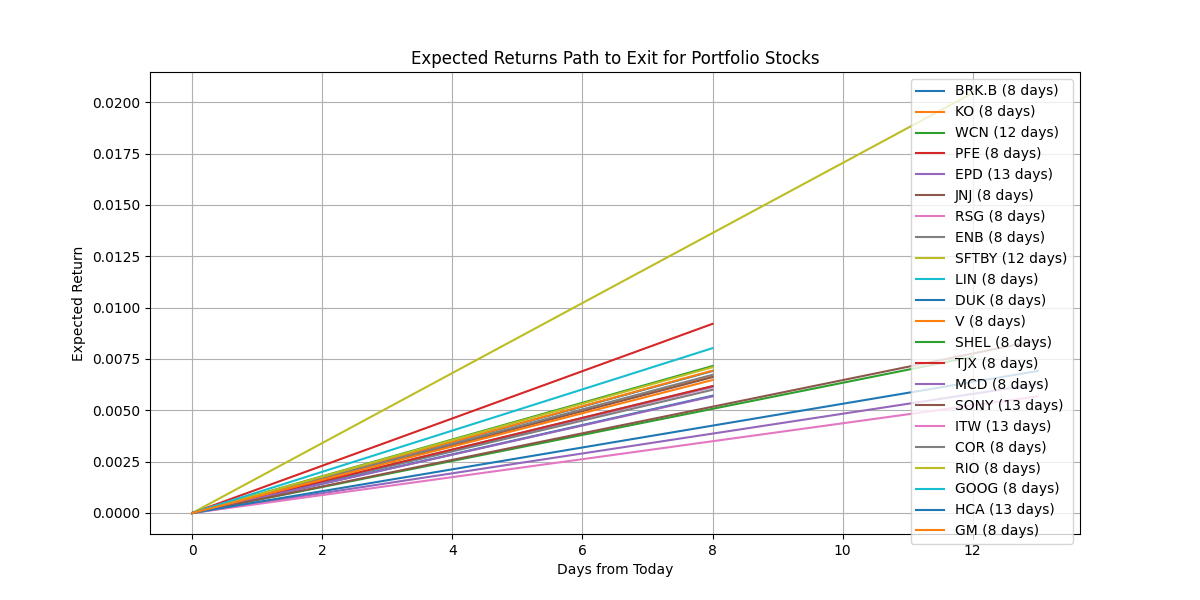 Expected Returns Path to Exit for Portfolio Stocks
Expected Return
0.0200
0.0175
0.0150
0.0125
0.0100
0.0075
0.0050
0.0025
0.0000
BRK.B (8 days)
KO (8 days)
WCN (12 days)
PFE (8 days)
EPD (13 days)
JNJ (8 days)
RSG (8 days)
ENB (8 days)
SFTBY (12 days)
LIN (8 days)
DUK (8 days)
V (8 days)
SHEL (8 days)
TJX (8 days)
MCD (8 days)
SONY (13 days)
ITW (13 days)
COR (8 days)
RIO (8 days)
GOOG (8 days)
HCA (13 days)
GM (8 days)
0 2 4 6 8 10 12
Days from Today